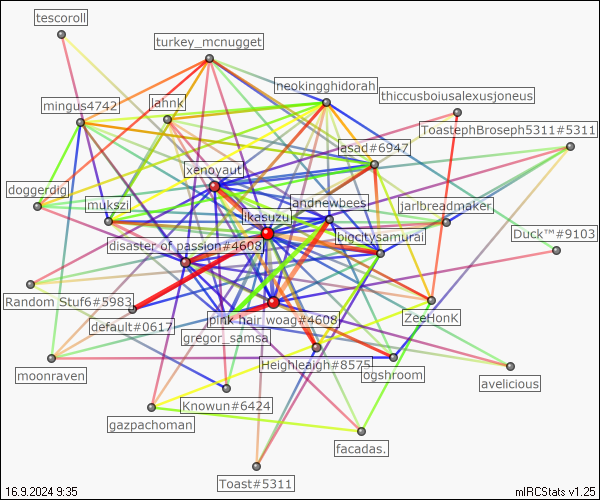 tescoroll
turkey_mcnugget
neokingghidorah
thiccusboiusalexusjoneus
mingus4742
lahnk
ToastephBroseph5311#5311
asad#6947
xenoyaut
doggerdig
mukszi
andnewbees
jarlbreadmaker
ikasuzu
Duck™#9103
disaster of passion#4608
bigcitysamurai
Random Stuf6#5983
default#0617
pink hair woag#4608
ZeeHonK
gregor_samsa
Heighleaigh#8575
ogshroom
moonraven
avelicious
Knowun#6424
gazpachoman
facadas.
Toast#5311
16.9.2024 9:35
mIRCStats v1.25